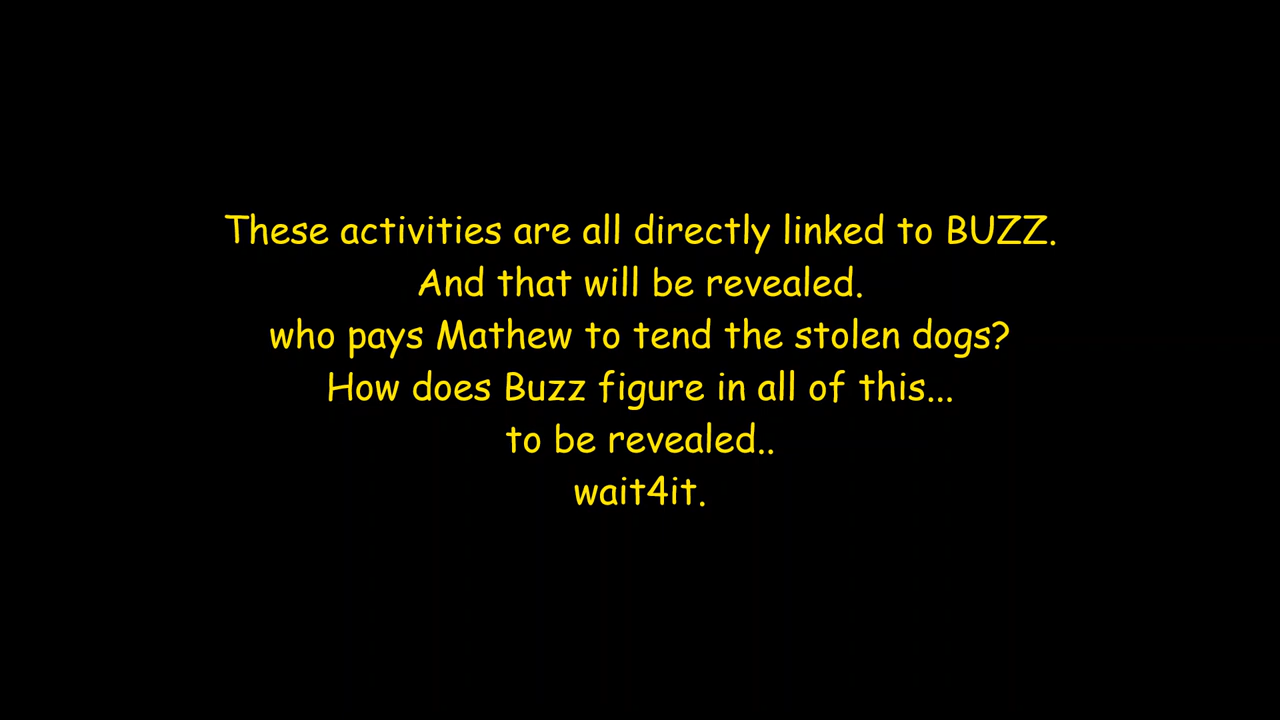 These activities are all directly linked to BUZZ.
And that will be revealed.
who pays Mathew to tend the stolen dogs?
How does Buzz figure in all of this...
to be revealed..
wait4it.